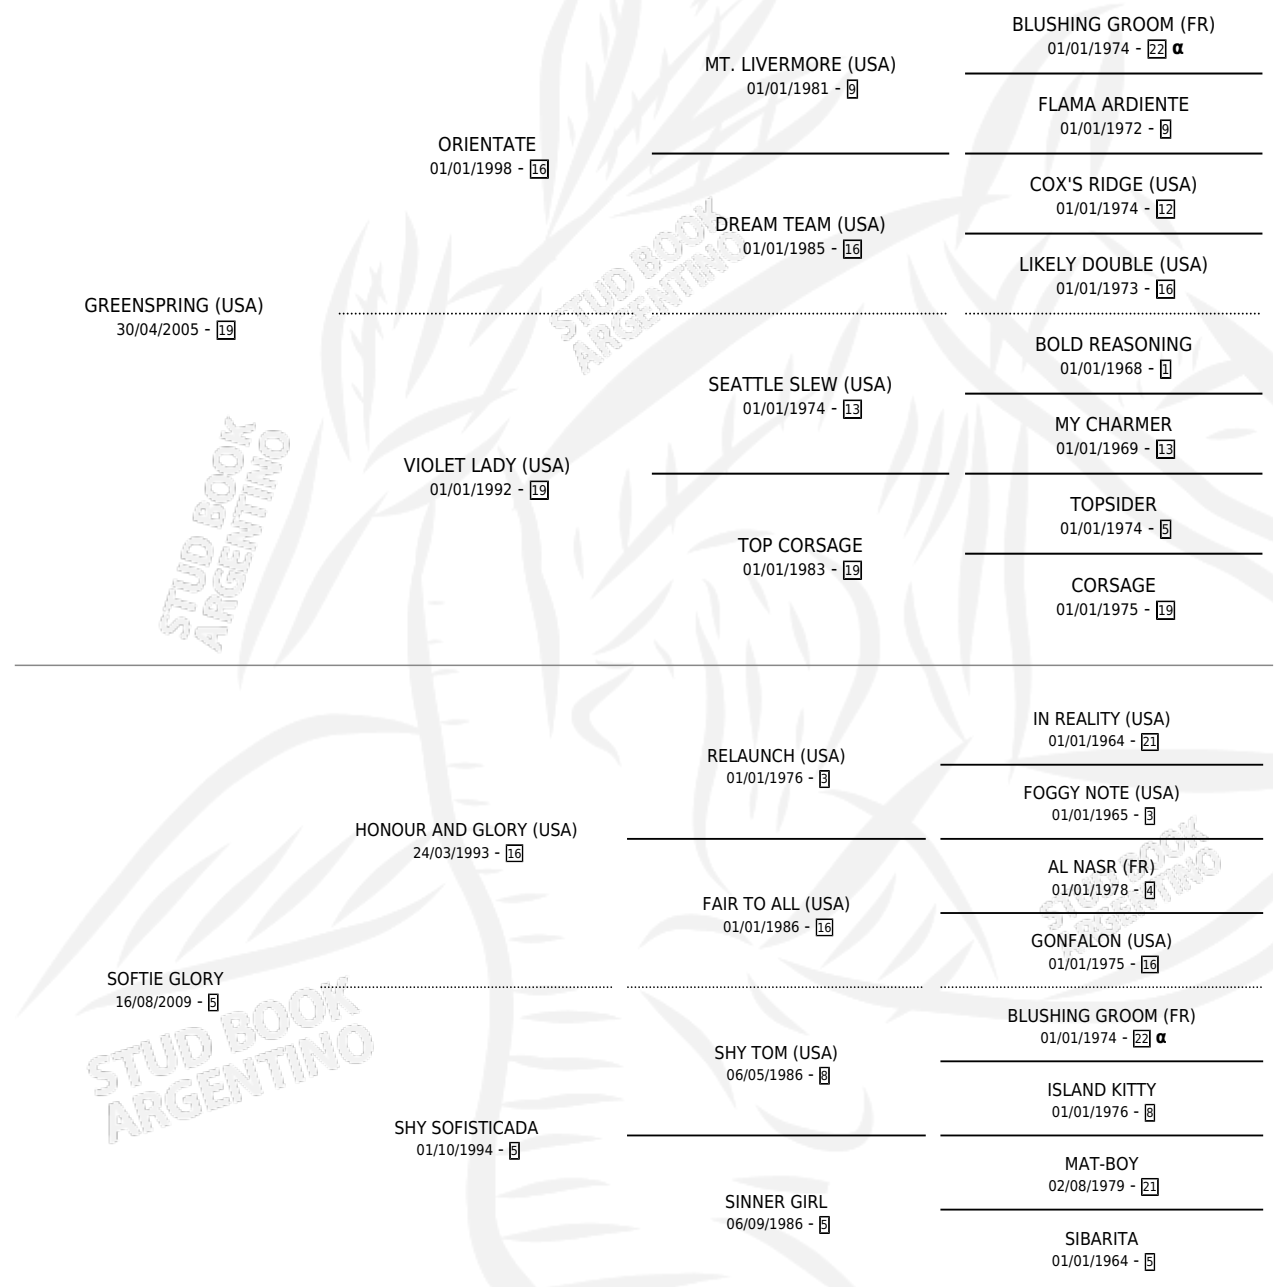 BLUSHING GROOM (FR)
01/01/1974 - 22 α
MT. LIVERMORE (USA)
01/01/1981 - 9
FLAMA ARDIENTE
01/01/1972 - 9
ORIENTATE
01/01/1998 - 16
COX'S RIDGE (USA)
01/01/1974 - 12
DREAM TEAM (USA)
01/01/1985 - 16
LIKELY DOUBLE (USA)
01/01/1973 - 16
GREENSPRING (USA)
30/04/2005 - 19
BOLD REASONING
01/01/1968 - 1
SEATTLE SLEW (USA)
01/01/1974 - 13
MY CHARMER
01/01/1969 - 13
VIOLET LADY (USA)
01/01/1992 - 19
TOPSIDER
01/01/1974 - 5
TOP CORSAGE
01/01/1983 - 19
CORSAGE
01/01/1975 - 19
IN REALITY (USA)
01/01/1964 - 21
RELAUNCH (USA)
01/01/1976 - 3
FOGGY NOTE (USA)
01/01/1965 - 3
HONOUR AND GLORY (USA)
24/03/1993 - 16
AL NASR (FR)
01/01/1978 - 4
FAIR TO ALL (USA)
01/01/1986 - 16
GONFALON (USA)
01/01/1975 - 16
SOFTIE GLORY
16/08/2009 - 5
BLUSHING GROOM (FR)
01/01/1974 - 22 α
SHY TOM (USA)
06/05/1986 - 8
ISLAND KITTY
01/01/1976 - 8
SHY SOFISTICADA
01/10/1994 - 5
MAT-BOY
02/08/1979 - 21
SINNER GIRL
06/09/1986 - 5
SIBARITA
01/01/1964 - 5
STUD BOOK
ARGENTINO
STUD BOOK
ARGENTINO
STUD BOOK
ARGENTINO
STUD BOOK
ARGENTINO